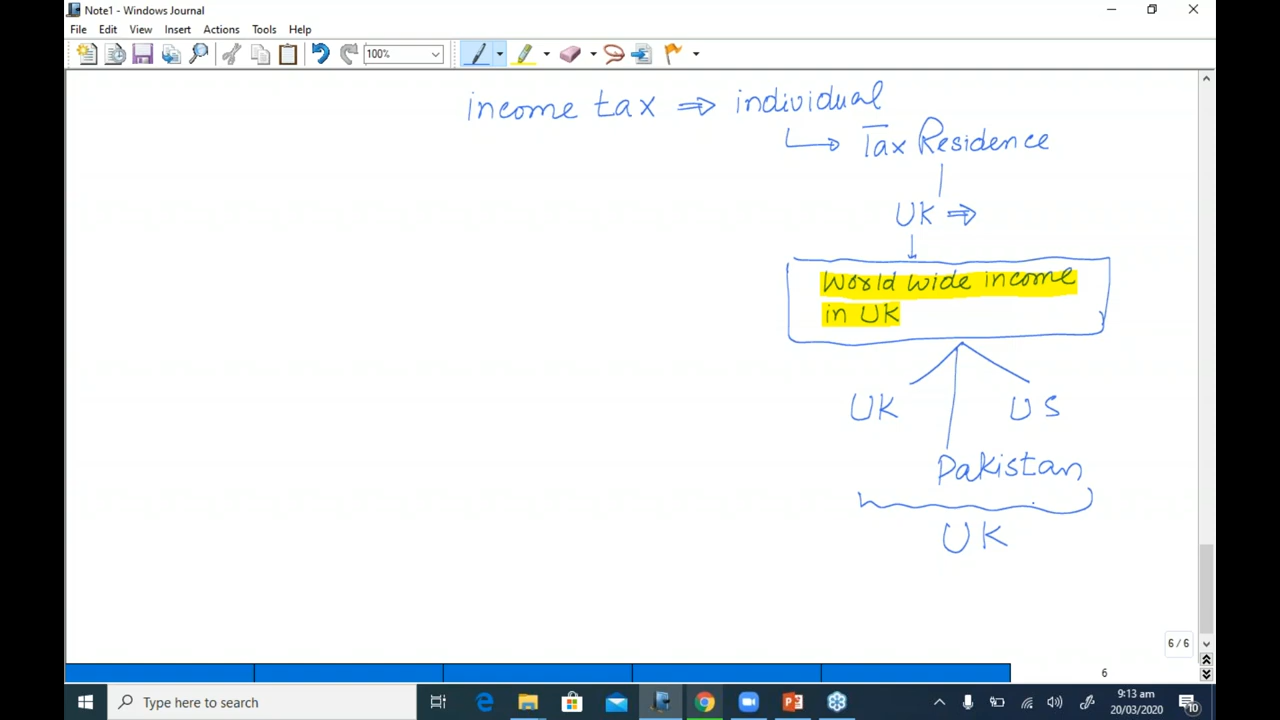 Note1 - Windows Journal
File Edit View Insert Actions Tools Help
100%
income tax ⇒ individual
Tax Residence
UK ⇒
World wide income
in UK
UK US
Pakistan
UK
6 / 6
6
Type here to search
9:13 am
20/03/2020
10